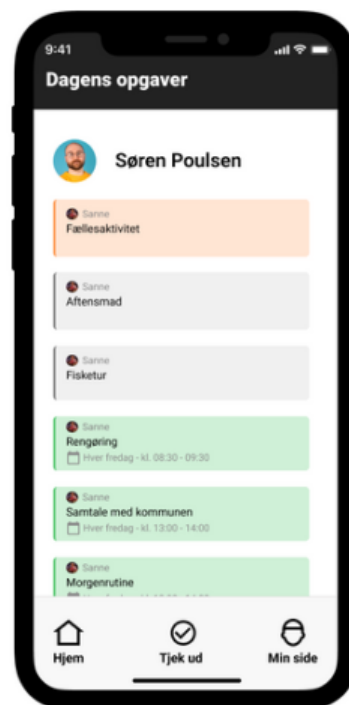 9:41
Dagens opgaver
Søren Poulsen
Sanne
Fællesaktivitet
Sanne
Aftensmad
Sanne
Fisketur
Sanne
Rengøring
Hver fredag - kl. 08:30 - 09:30
Sanne
Samtale med kommunen
Hver fredag - kl. 13:00 - 14:00
Sanne
Morgenrutine
Hjem
Tjek ud
Min side